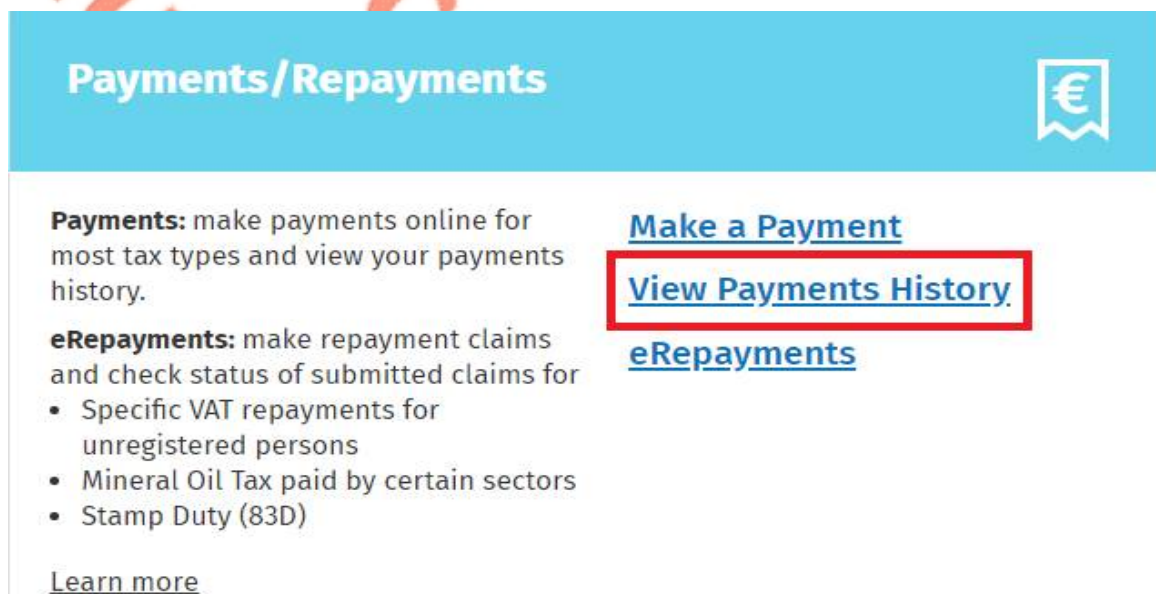 Payments/Repayments
€
Payments: make payments online for
most tax types and view your payments
history.
eRepayments: make repayment claims
and check status of submitted claims for
• Specific VAT repayments for
unregistered persons
• Mineral Oil Tax paid by certain sectors
• Stamp Duty (83D)
Learn more
Make a Payment
View Payments History
eRepayments